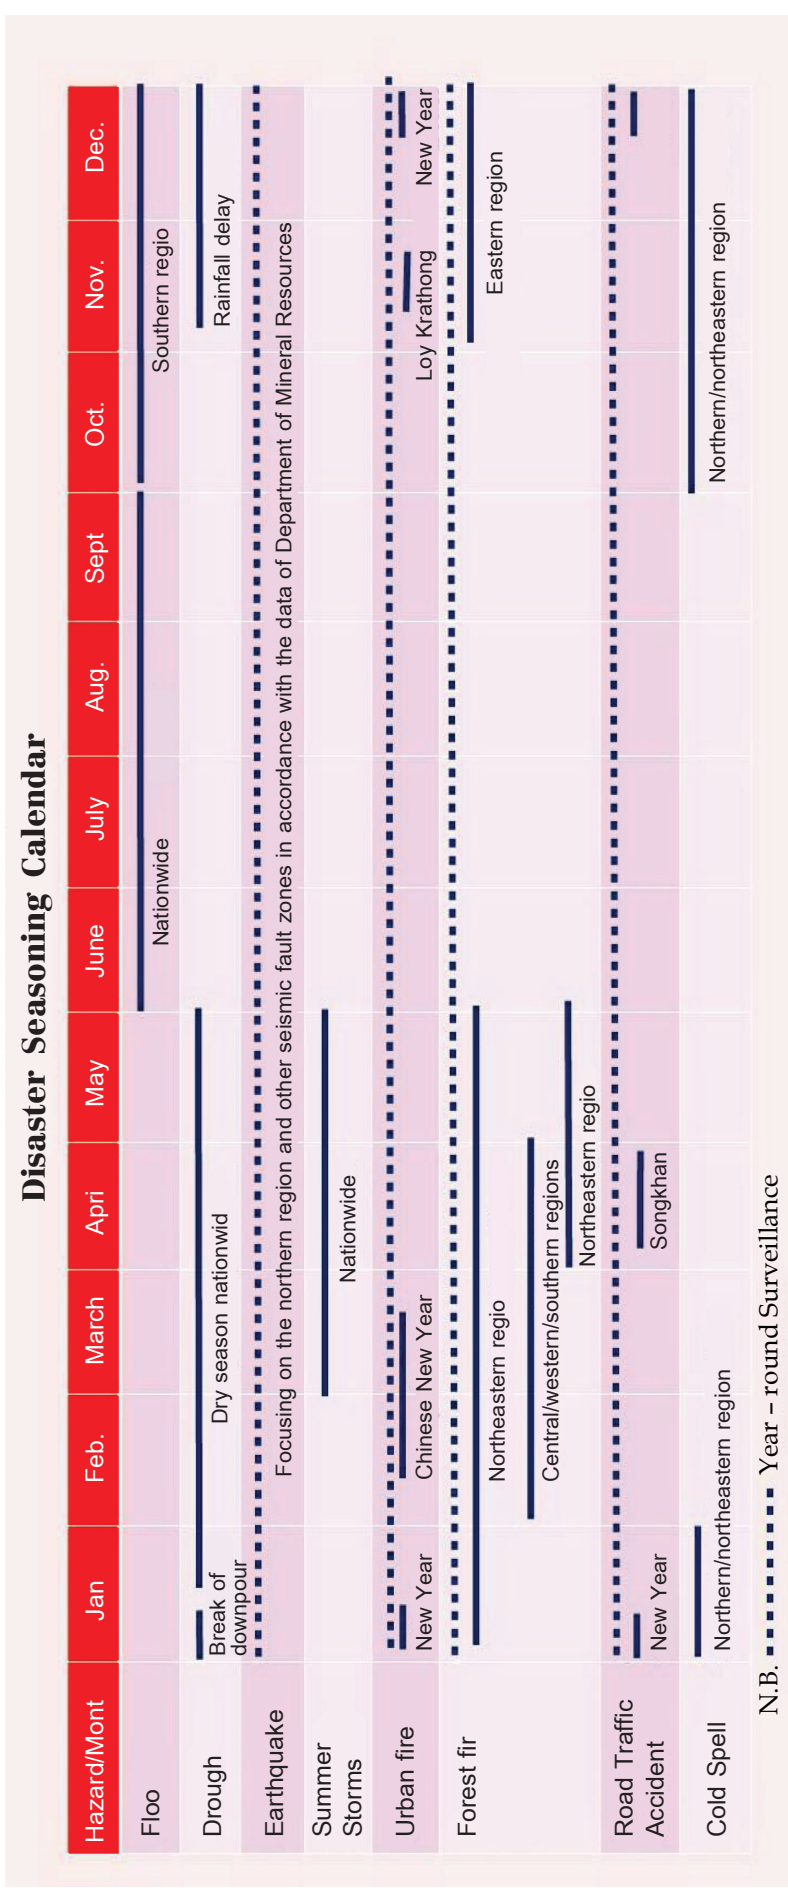 Disaster Seasoning Calendar
Hazard/Mont Jan Feb. March Apri May June July Aug. Sept Oct. Nov. Dec.
Floo
Nationwide
Southern regio
Drough
Break of
downpour
Dry season nationwid
Rainfall delay
Earthquake
Focusing on the northern region and other seismic fault zones in accordance with the data of Department of Mineral Resources
Summer
Storms
Nationwide
Urban fire
New Year
Chinese New Year
Loy Krathong
New Year
Forest fir
Northeastern regio
Eastern region
Central/western/southern regions
Northeastern regio
Road Traffic
Accident
New Year
Songkhan
Cold Spell
Northern/northeastern region
Northern/northeastern region
N.B. Year – round Surveillance